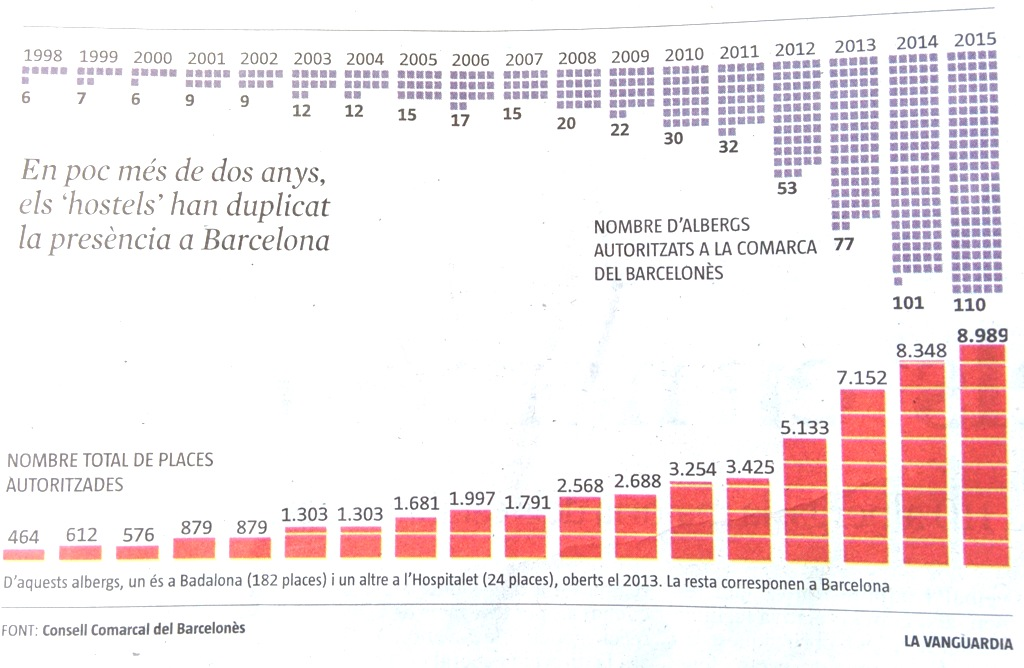 1998 1999 2000 2001 2002 2003 2004 2005 2006 2007 2008 2009 2010 2011 2012 2013 2014 2015
6 7 6 9 9 12 12 15 17 15 20 22 30 32 53 77 101 110
En poc més de dos anys,
els ‘hostels’ han duplicat
la presència a Barcelona
NOMBRE D’ALBERGS
AUTORITZATS A LA COMARCA
DEL BARCELONÈS
NOMBRE TOTAL DE PLACES
AUTORITZADES
464 612 576 879 879 1.303 1.303 1.681 1.997 1.791 2.568 2.688 3.254 3.425 5.133 7.152 8.348 8.989
D’aquests albergs, un és a Badalona (182 places) i un altre a l’Hospitalet (24 places), oberts el 2013. La resta corresponen a Barcelona
FONT: Consell Comarcal del Barcelonès
LA VANGUARDIA